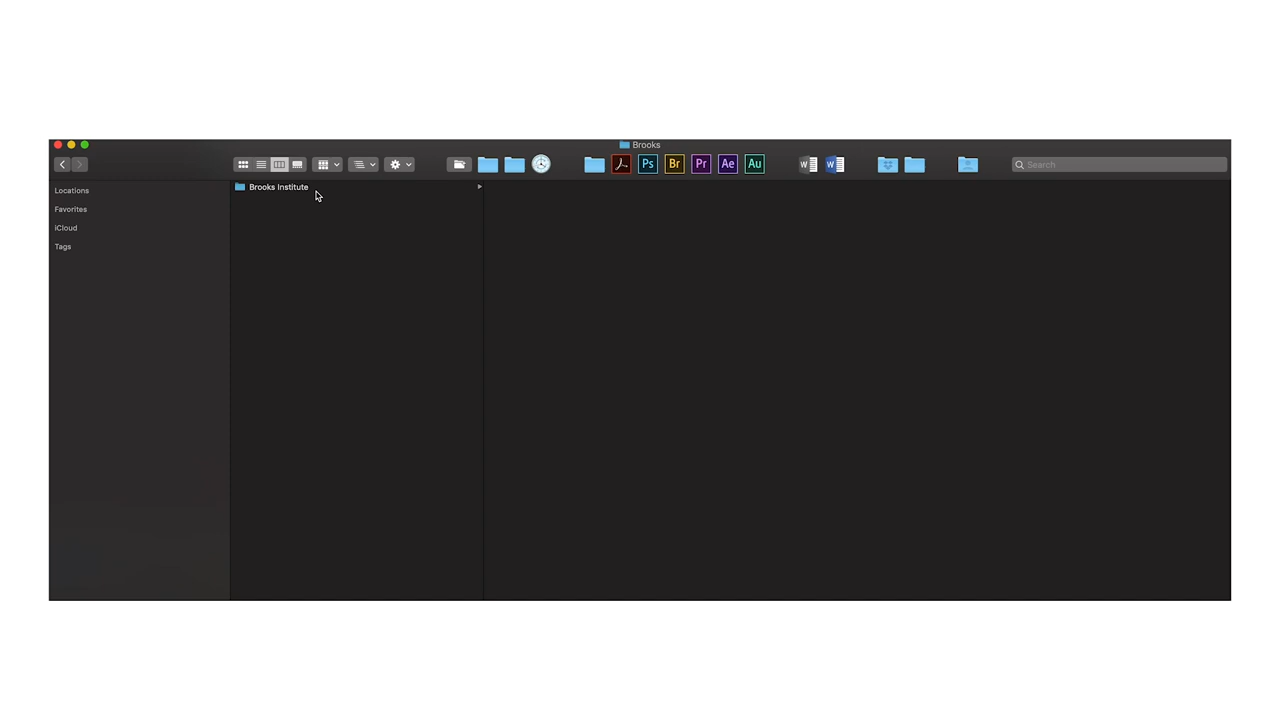 Brooks
Ps Br Pr Ae Au W W Search
Locations
Brooks Institute
Favorites
iCloud
Tags